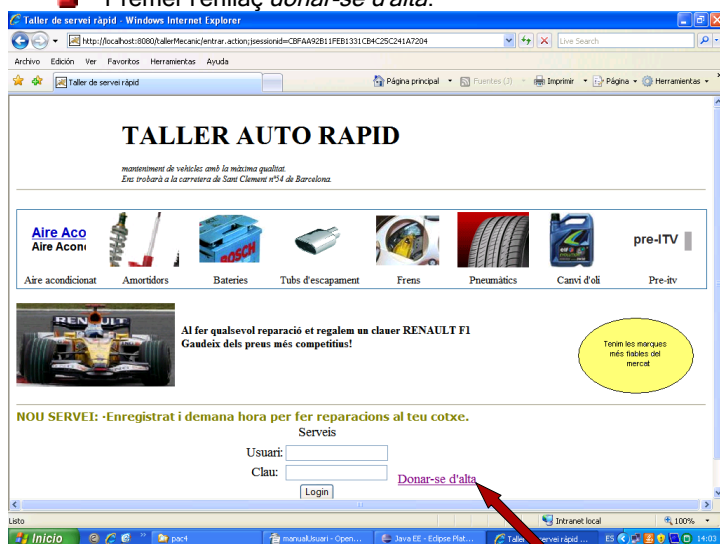 Prémer l'enllaç donar-se d'alta.
Taller de servei ràpid - Windows Internet Explorer
http://localhost:8080/tallerMecanic/entrar.action;jsessionid=CBFAA92B11FEB1331CB4C25C241A7204
Live Search
Archivo Edición Ver Favoritos Herramientas Ayuda
Taller de servei ràpid
Página principal Fuentes (J) Imprimir Página Herramientas
TALLER AUTO RAPID
manteniment de vehicles amb la màxima qualitat.
Ens trobarà a la carretera de Sant Clement nº54 de Barcelona.
Aire Aco
Aire Acon
BOSCH
pre-ITV
Aire acondicionat Amortidors Bateries Tubs d'escapament Frens Pneumàtics Canvi d'oli Pre-itv
RENAULT
Al fer qualsevol reparació et regalem un clauer RENAULT F1
Gaudeix dels preus més competitius!
Tenim les marques
més fiables del
mercat
NOU SERVEI: ·Enregistrat i demana hora per fer reparacions al teu cotxe.
Serveis
Usuari:
Clau:
Donar-se d'alta
Login
Listo
Intranet local
100%
Inicio
pac4
manualUsuari - Open...
Java EE - Eclipse Plat...
ES
14:03